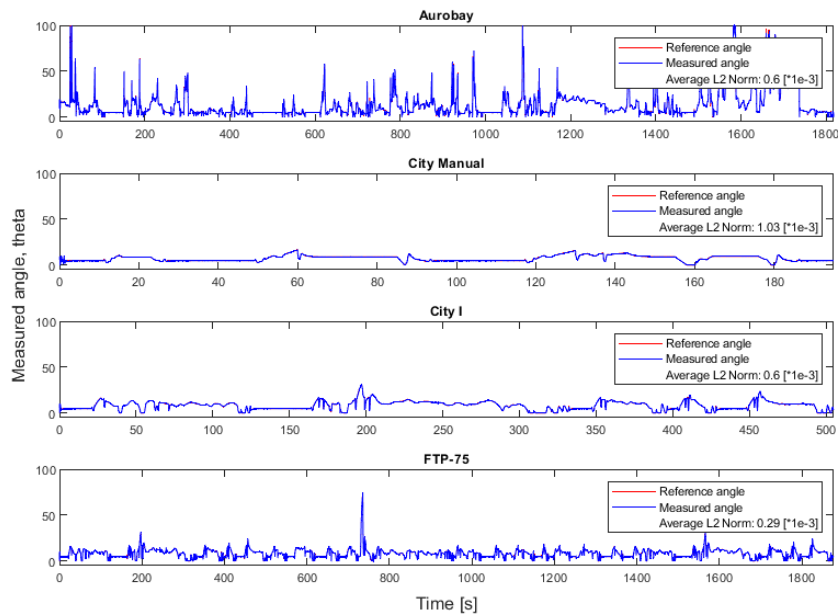 Aurobay
100
50
0
Reference angle
Measured angle
Average L2 Norm: 0.6 [*1e-3]
0 200 400 600 800 1000 1200 1400 1600 1800
City Manual
100
50
0
Reference angle
Measured angle
Average L2 Norm: 1.03 [*1e-3]
0 20 40 60 80 100 120 140 160 180
Measured angle, theta
City I
100
50
0
Reference angle
Measured angle
Average L2 Norm: 0.6 [*1e-3]
0 50 100 150 200 250 300 350 400 450 500
FTP-75
100
50
0
Reference angle
Measured angle
Average L2 Norm: 0.29 [*1e-3]
0 200 400 600 800 1000 1200 1400 1600 1800
Time [s]